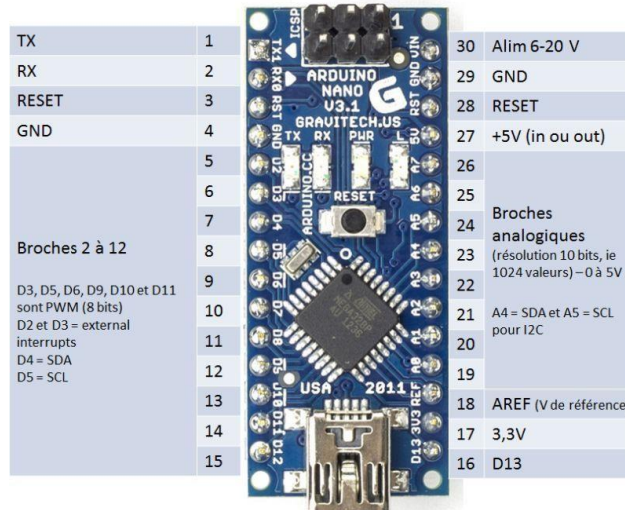 TX 1
RX 2
RESET 3
GND 4
5
6
7
Broches 2 à 12 8
9
D3, D5, D6, D9, D10 et D11
sont PWM (8 bits) 10
D2 et D3 = external
interrupts 11
D4 = SDA 12
D5 = SCL
13
14
15
ICSP
1
TX1
RX0
RST
GND
D2
D3
D4
D5
D6
D7
D8
D9
D10
D11
D12
ARDUINO
NANO
V3.1
GRAVITECH.US
G
TX RX PWR L
ARDUINO.CC
RESET
USA 2011
VIN
GND
RST
5V
A7
A6
A5
A4
A3
A2
A1
A0
REF
3V3
D13
30 Alim 6-20 V
29 GND
28 RESET
27 +5V (in ou out)
26
25
Broches
24 analogiques
(résolution 10 bits, ie
23 1024 valeurs) – 0 à 5V
22
21 A4 = SDA et A5 = SCL
pour I2C
20
19
18 AREF (V de référence
17 3,3V
16 D13